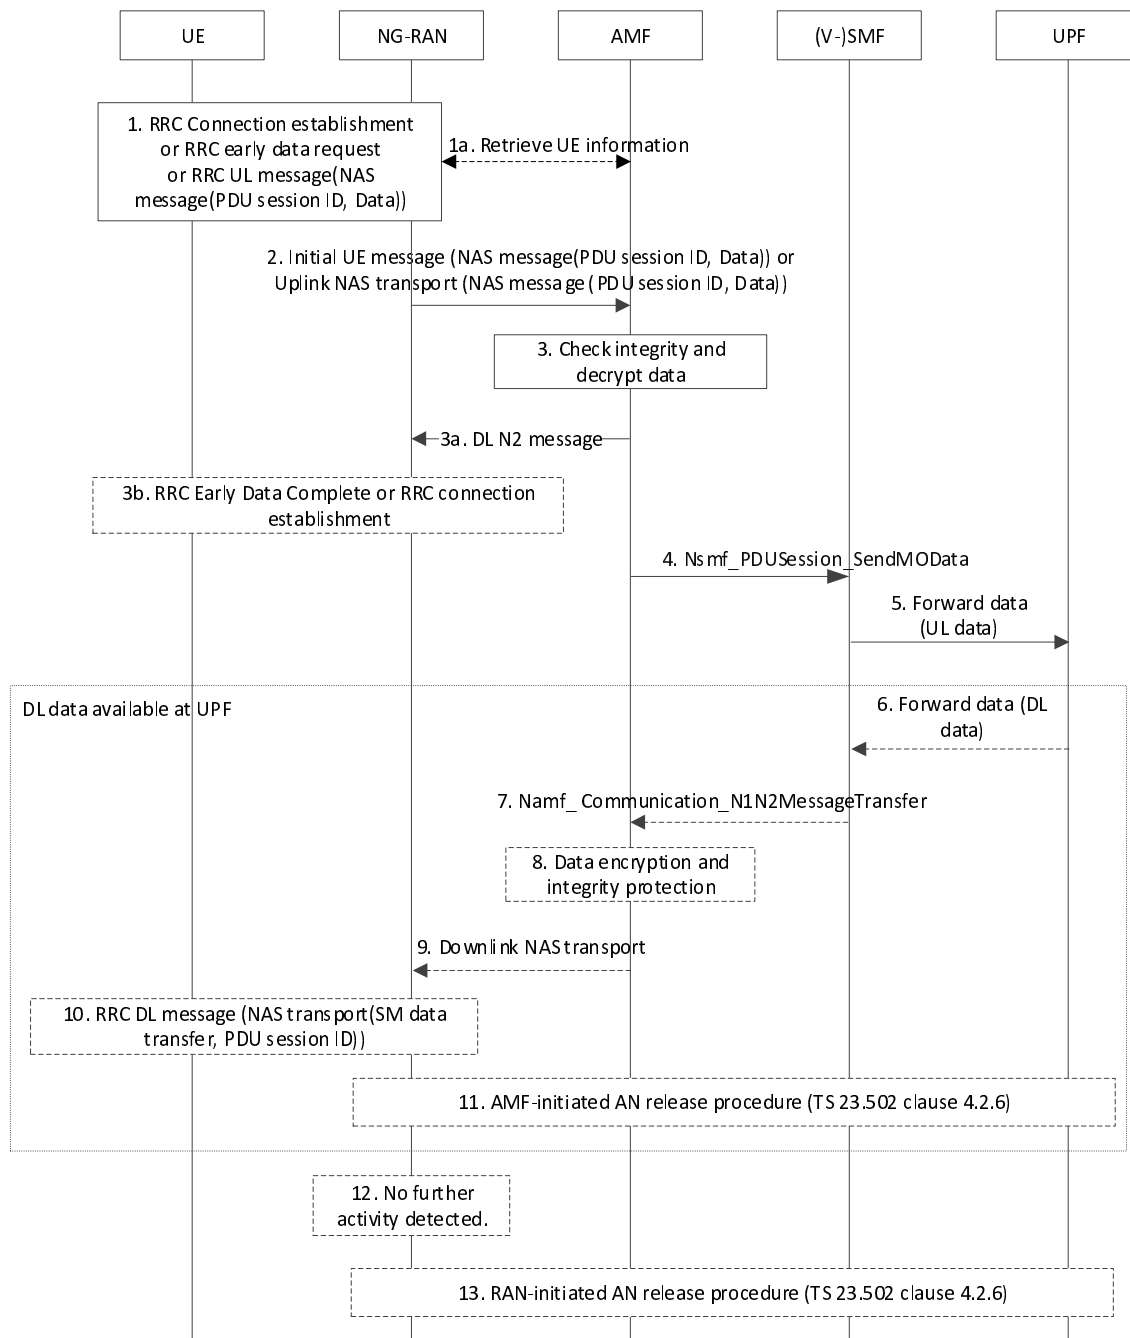 UE
NG-RAN
AMF
(V-)SMF
UPF
1. RRC Connection establishment
or RRC early data request
or RRC UL message(NAS
message(PDU session ID, Data))
1a. Retrieve UE information
2. Initial UE message (NAS message(PDU session ID, Data)) or
Uplink NAS transport (NAS message (PDU session ID, Data))
3. Check integrity and
decrypt data
3a. DL N2 message
3b. RRC Early Data Complete or RRC connection
establishment
4. Nsmf_PDUSession_SendMOData
5. Forward data
(UL data)
DL data available at UPF
6. Forward data (DL
data)
7. Namf_ Communication_N1N2MessageTransfer
8. Data encryption and
integrity protection
9. Downlink NAS transport
10. RRC DL message (NAS transport(SM data
transfer, PDU session ID))
11. AMF-initiated AN release procedure (TS 23.502 clause 4.2.6)
12. No further
activity detected.
13. RAN-initiated AN release procedure (TS 23.502 clause 4.2.6)